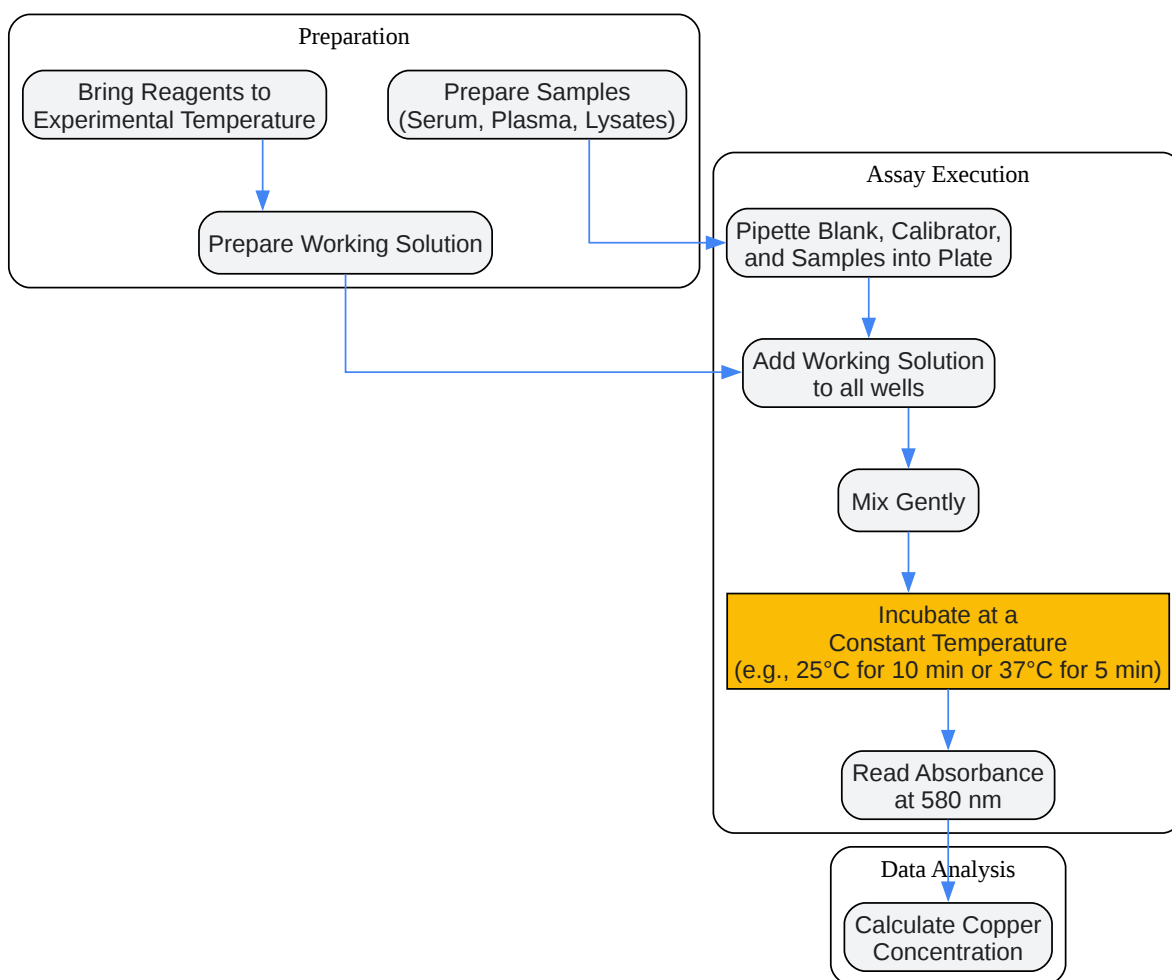 Preparation
Bring Reagents to
Experimental Temperature
Prepare Samples
(Serum, Plasma, Lysates)
Prepare Working Solution
Assay Execution
Pipette Blank, Calibrator,
and Samples into Plate
Add Working Solution
to all wells
Mix Gently
Incubate at a
Constant Temperature
(e.g., 25°C for 10 min or 37°C for 5 min)
Read Absorbance
at 580 nm
Data Analysis
Calculate Copper
Concentration